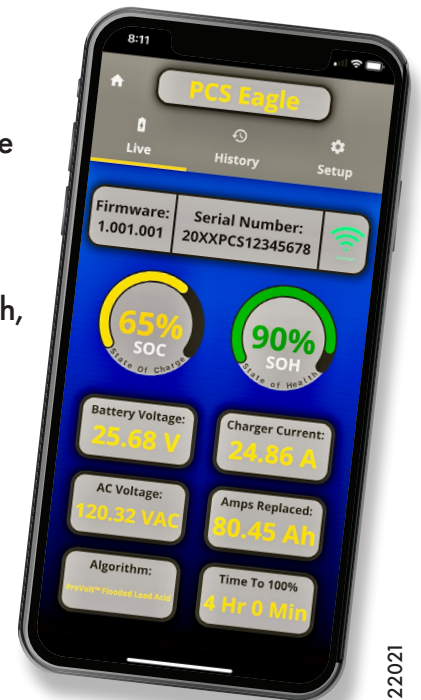 8:11
PCS Eagle
Live
History
Setup
e
h,
Firmware:
1.001.001
Serial Number:
20XXPCS12345678
65%
SOC
State Of Charge
90%
SOH
State of Health
Battery Voltage:
25.68 V
Charger Current:
24.86 A
AC Voltage:
120.32 VAC
Amps Replaced:
80.45 Ah
Algorithm:
ProVolt™ Flooded Lead Acid
Time To 100%
4 Hr 0 Min
22021